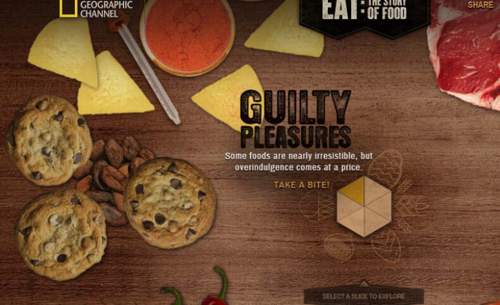 GEOGRAPHIC
CHANNEL
EAT: THE STORY
OF FOOD
SHARE
GUILTY
PLEASURES
Some foods are nearly irresistible, but
overindulgence comes at a price.
TAKE A BITE!
SELECT A SLIDE TO EXPLORE